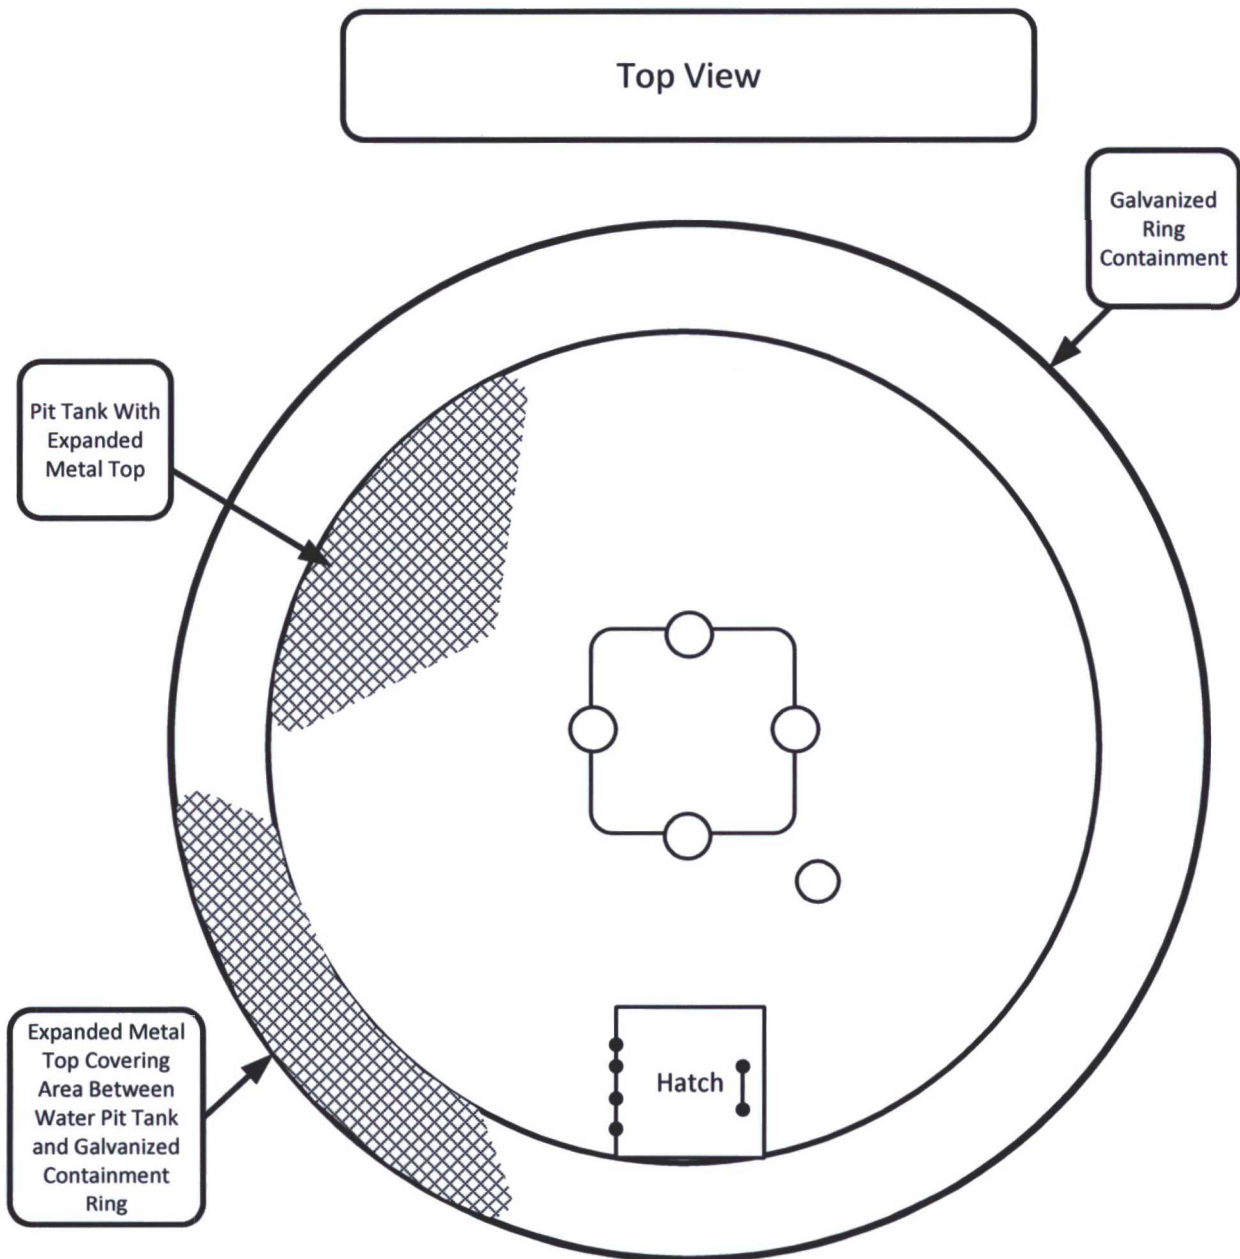 Top View
Galvanized
Ring
Containment
Pit Tank With
Expanded
Metal Top
Expanded Metal
Top Covering
Area Between
Water Pit Tank
and Galvanized
Containment
Ring
Hatch